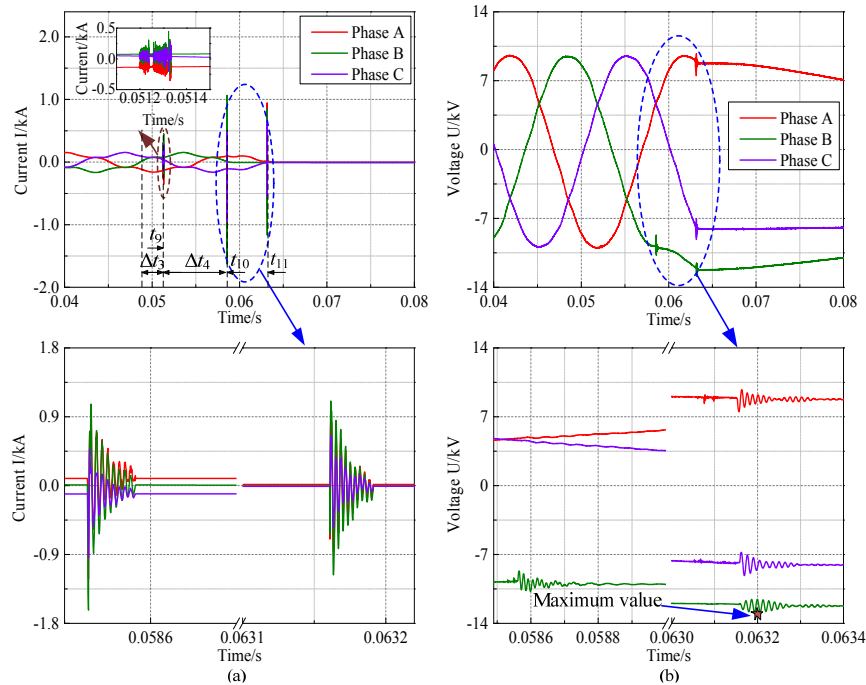 2.4
1.0
0.0
-1.0
-2.0
Current I/kA
0.5
0.0
-0.5
Current/kA
0.0512
0.0514
Time/s
Phase A
Phase B
Phase C
t9
Δt3
Δt4
t10
t11
0.04
0.05
0.06
0.07
0.08
Time/s
14
9
0
-9
-14
Voltage U/kV
Phase A
Phase B
Phase C
0.04
0.05
0.06
0.07
0.08
Time/s
1.8
0.9
0.0
-0.9
-1.8
Current I/kA
0.0586
0.0631
0.0632
Time/s
(a)
14
7
0
-7
-14
Voltage U/kV
Maximum value
0.0586
0.0588
0.0630
0.0632
0.0634
Time/s
(b)